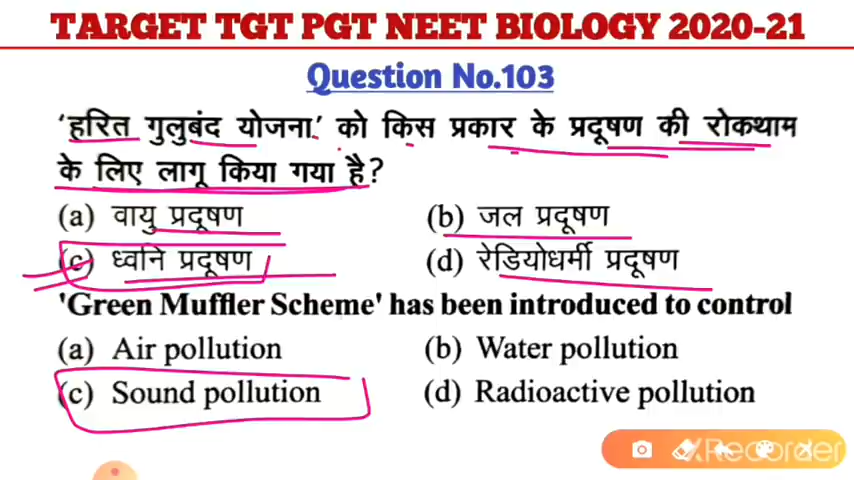 TARGET TGT PGT NEET BIOLOGY 2020-21
Question No.103
'हरित गुलुबंद योजना' को किस प्रकार के प्रदूषण की रोकथाम
के लिए लागू किया गया है?
(a) वायु प्रदूषण (b) जल प्रदूषण
(c) ध्वनि प्रदूषण (d) रेडियोधर्मी प्रदूषण
'Green Muffler Scheme' has been introduced to control
(a) Air pollution (b) Water pollution
(c) Sound pollution (d) Radioactive pollution
XRecorder